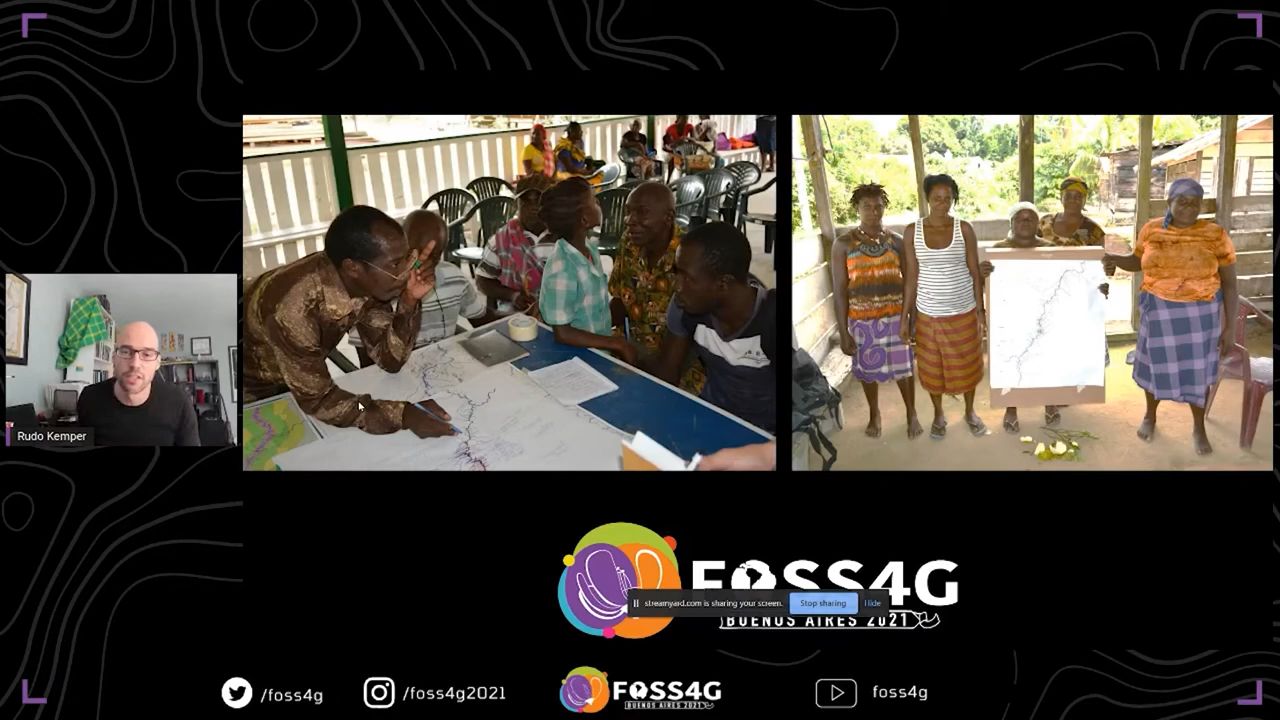 Rudo Kemper
FOSS4G
streamyard.com is sharing your screen.
Stop sharing
Hide
BUENOS AIRES 2021
/foss4g
/foss4g2021
FOSS4G
BUENOS AIRES 2021
foss4g